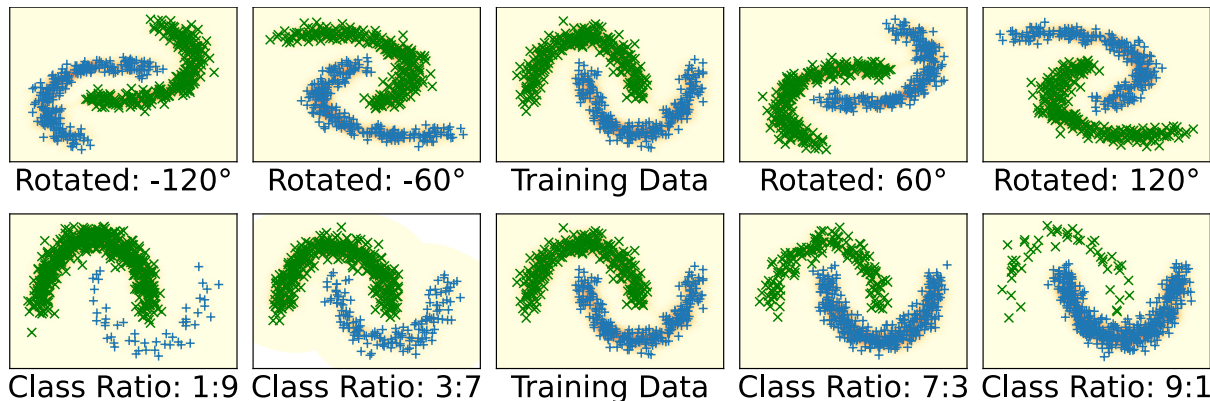 Rotated: -120° Rotated: -60° Training Data Rotated: 60° Rotated: 120°
Class Ratio: 1:9 Class Ratio: 3:7 Training Data Class Ratio: 7:3 Class Ratio: 9:1